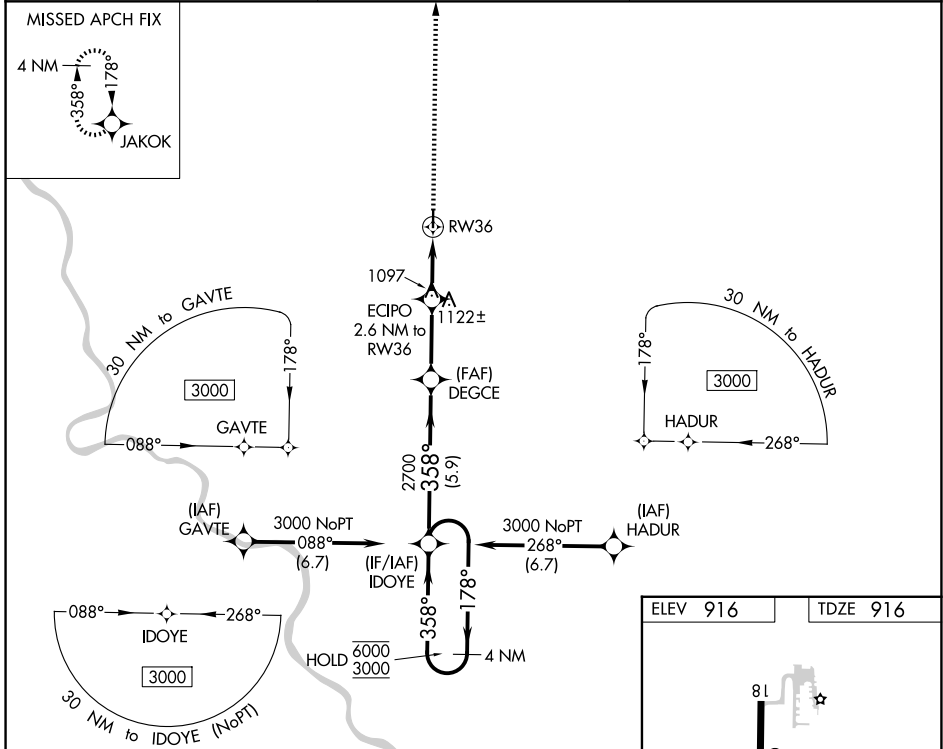 MISSED APCH FIX
4 NM
358°
178°
JAKOK
RW36
1097
ECIPO
2.6 NM to
RW36
1122±
(FAF)
DEGCE
30 NM to GAVTE
178°
3000
GAVTE
088°
30 NM to HADUR
178°
3000
HADUR
268°
2700
358°
(5.9)
(IAF)
GAVTE
3000 NoPT
088°
(6.7)
(IF/IAF)
IDOYE
3000 NoPT
268°
(6.7)
(IAF)
HADUR
358°
178°
HOLD
6000
3000
4 NM
088°
268°
IDOYE
3000
30 NM to IDOYE (NoPT)
ELEV 916
TDZE 916
18